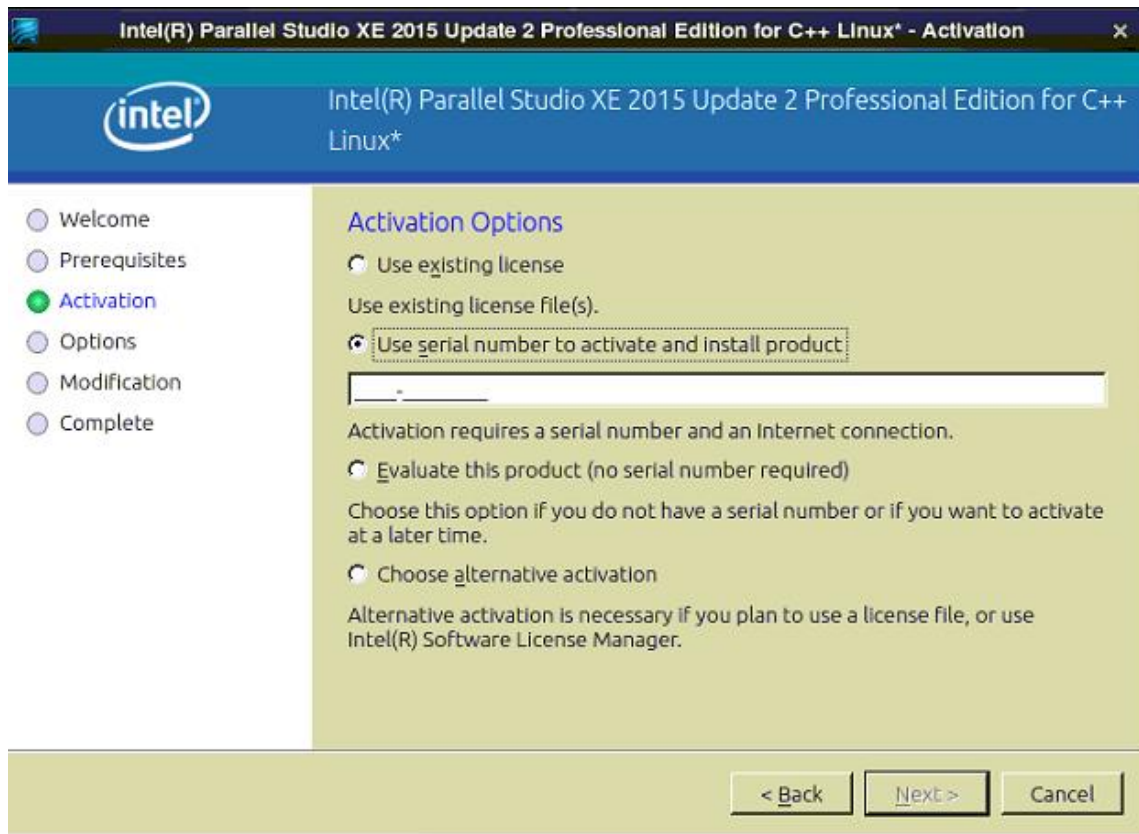 Intel(R) Parallel Studio XE 2015 Update 2 Professional Edition for C++ Linux* - Activation
intel
Intel(R) Parallel Studio XE 2015 Update 2 Professional Edition for C++
Linux*
Welcome
Prerequisites
Activation
Options
Modification
Complete
Activation Options
Use existing license
Use existing license file(s).
Use serial number to activate and install product
____-________
Activation requires a serial number and an Internet connection.
Evaluate this product (no serial number required)
Choose this option if you do not have a serial number or if you want to activate
at a later time.
Choose alternative activation
Alternative activation is necessary if you plan to use a license file, or use
Intel(R) Software License Manager.
< Back
Next >
Cancel